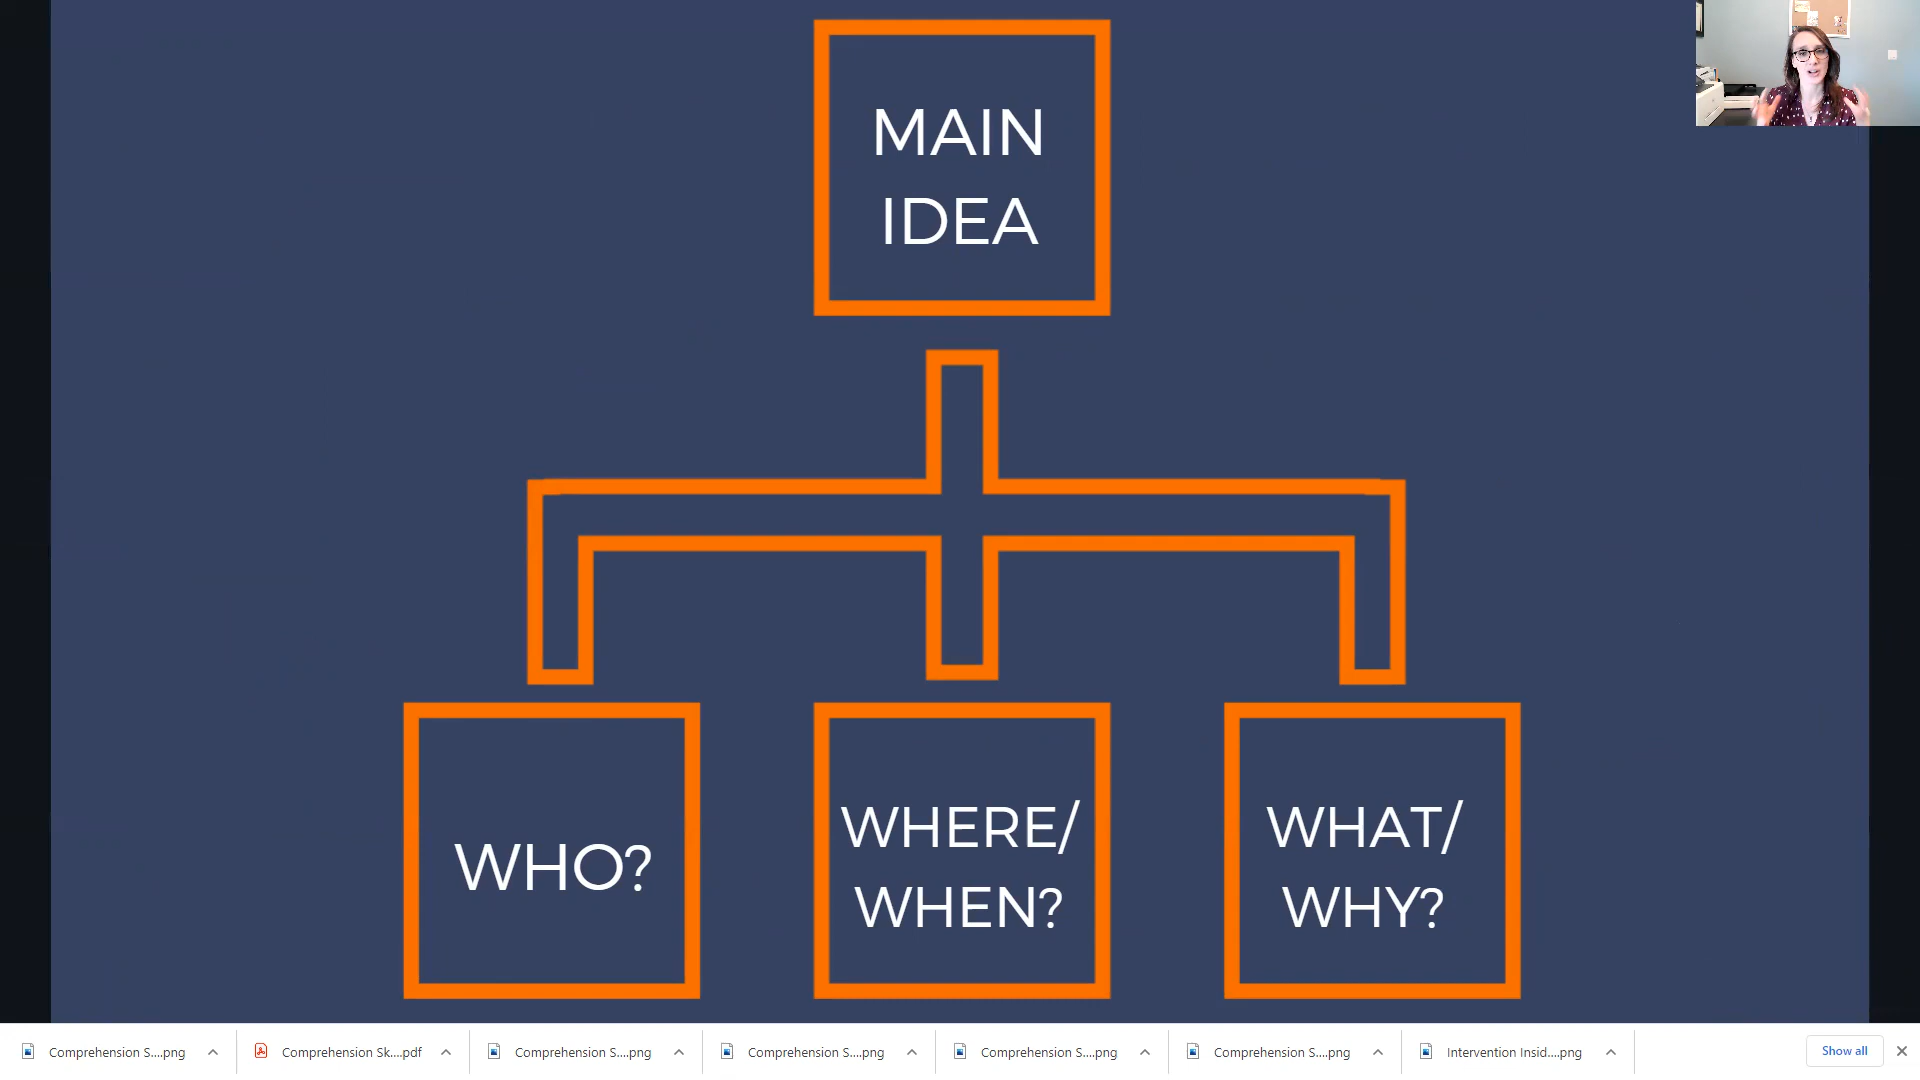 MAIN
IDEA
WHO?
WHERE/
WHEN?
WHAT/
WHY?
Comprehension S....png
Comprehension Sk....pdf
Comprehension S....png
Comprehension S....png
Comprehension S....png
Comprehension S....png
Intervention Insid....png
Show all